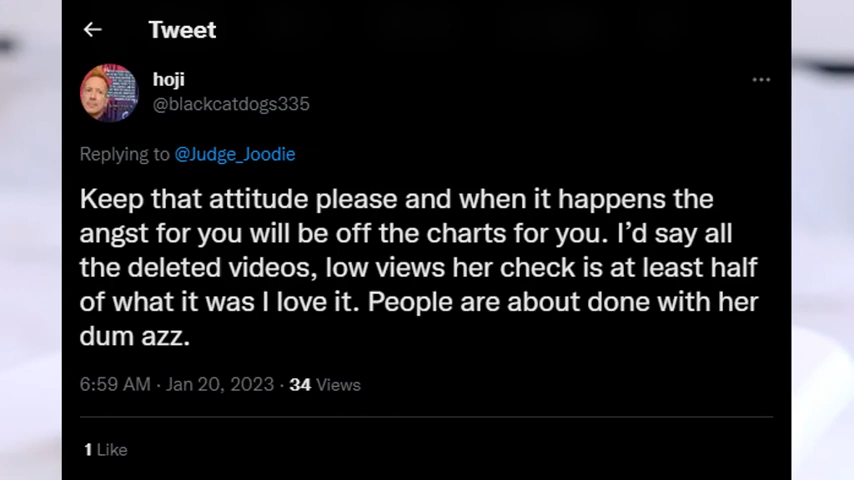 Tweet
hoji
@blackcatdogs335
Replying to @Judge_Joodie
Keep that attitude please and when it happens the
angst for you will be off the charts for you. I'd say all
the deleted videos, low views her check is at least half
of what it was I love it. People are about done with her
dum azz.
6:59 AM · Jan 20, 2023 · 34 Views
1 Like